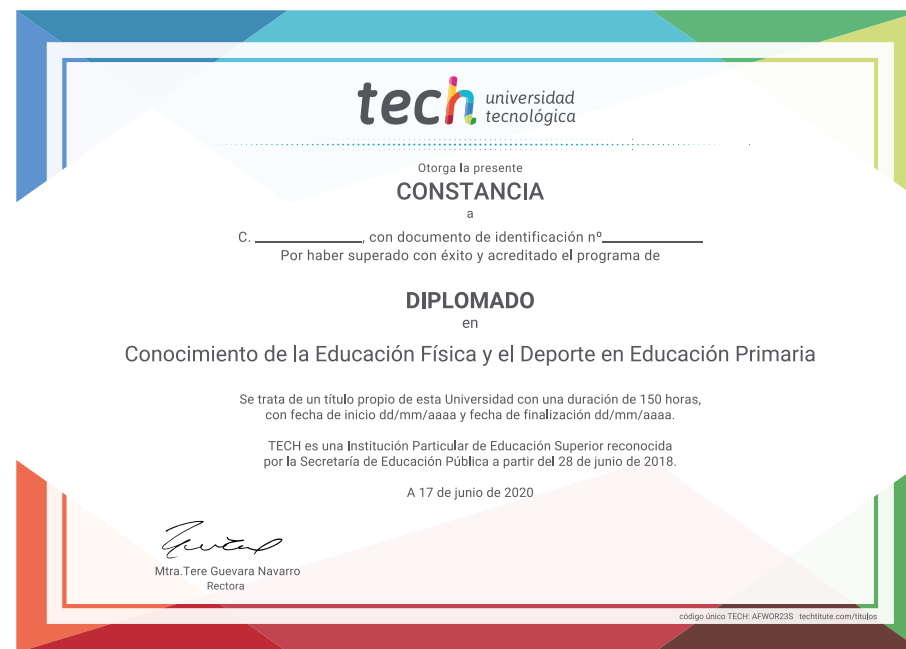 tech universidad
tecnológica
Otorga la presente
CONSTANCIA
a
C. ____________, con documento de identificación nº____________
Por haber superado con éxito y acreditado el programa de
DIPLOMADO
en
Conocimiento de la Educación Física y el Deporte en Educación Primaria
Se trata de un título propio de esta Universidad con una duración de 150 horas,
con fecha de inicio dd/mm/aaaa y fecha de finalización dd/mm/aaaa.
TECH es una Institución Particular de Educación Superior reconocida
por la Secretaría de Educación Pública a partir del 28 de junio de 2018.
A 17 de junio de 2020
Mtra.Tere Guevara Navarro
Rectora
código único TECH: AFWOR23S techtitute.com/titulos